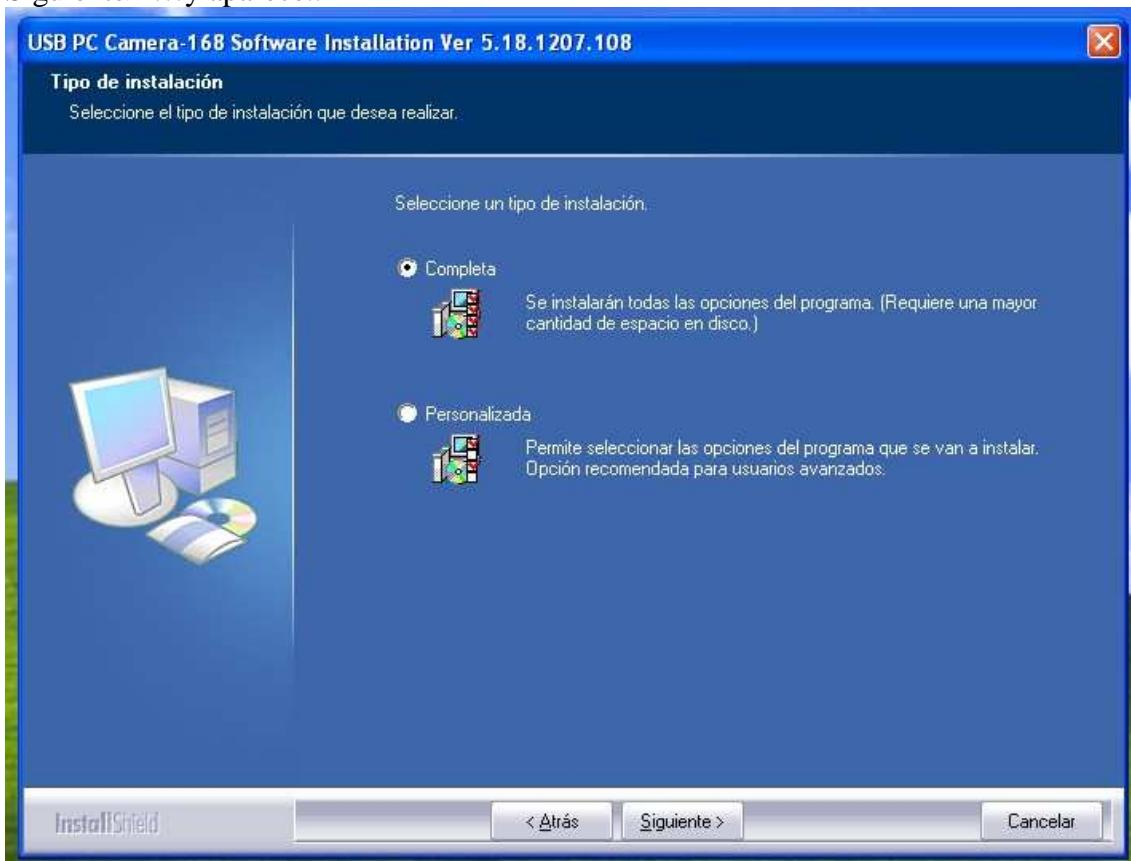 USB PC Camera-168 Software Installation Ver 5.18.1207.108
Tipo de instalación
Seleccione el tipo de instalación que desea realizar.
Seleccione un tipo de instalación.
Completa
Se instalarán todas las opciones del programa. (Requiere una mayor
cantidad de espacio en disco.)
Personalizada
Permite seleccionar las opciones del programa que se van a instalar.
Opción recomendada para usuarios avanzados.
InstallShield
< Atrás
Siguiente >
Cancelar